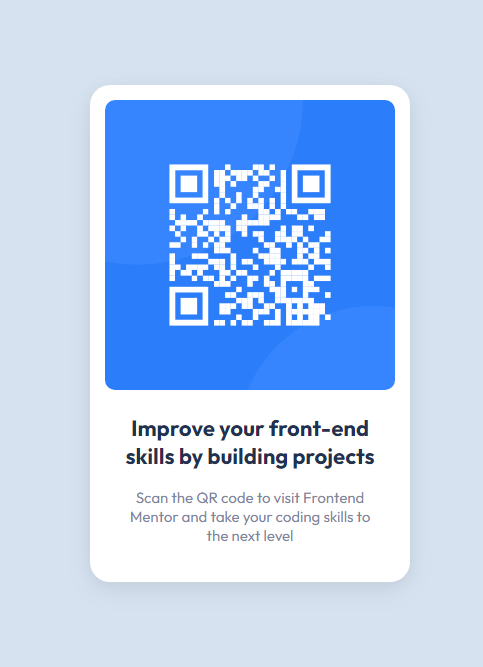 Improve your front-end
skills by building projects
Scan the QR code to visit Frontend
Mentor and take your coding skills to
the next level